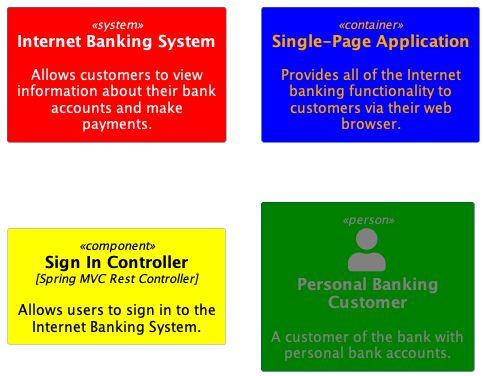 «system»
Internet Banking System
Allows customers to view
information about their bank
accounts and make
payments.
«container»
Single-Page Application
Provides all of the Internet
banking functionality to
customers via their web
browser.
«component»
Sign In Controller
[Spring MVC Rest Controller]
Allows users to sign in to the
Internet Banking System.
«person»
Personal Banking
Customer
A customer of the bank with
personal bank accounts.